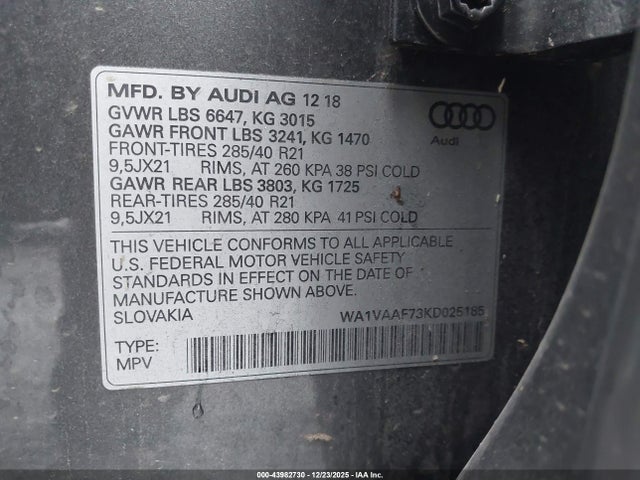 MFD. BY AUDI AG 12 18
GVWR LBS 6647, KG 3015
GAWR FRONT LBS 3241, KG 1470
FRONT-TIRES 285/40 R21
9,5JX21 RIMS, AT 260 KPA 38 PSI COLD
GAWR REAR LBS 3803, KG 1725
REAR-TIRES 285/40 R21
9,5JX21 RIMS, AT 280 KPA 41 PSI COLD
Audi
THIS VEHICLE CONFORMS TO ALL APPLICABLE
U.S. FEDERAL MOTOR VEHICLE SAFETY
STANDARDS IN EFFECT ON THE DATE OF
MANUFACTURE SHOWN ABOVE.
SLOVAKIA WA1VAAF73KD025185
TYPE:
MPV
000-43982730 - 12/23/2025 - IAA Inc.